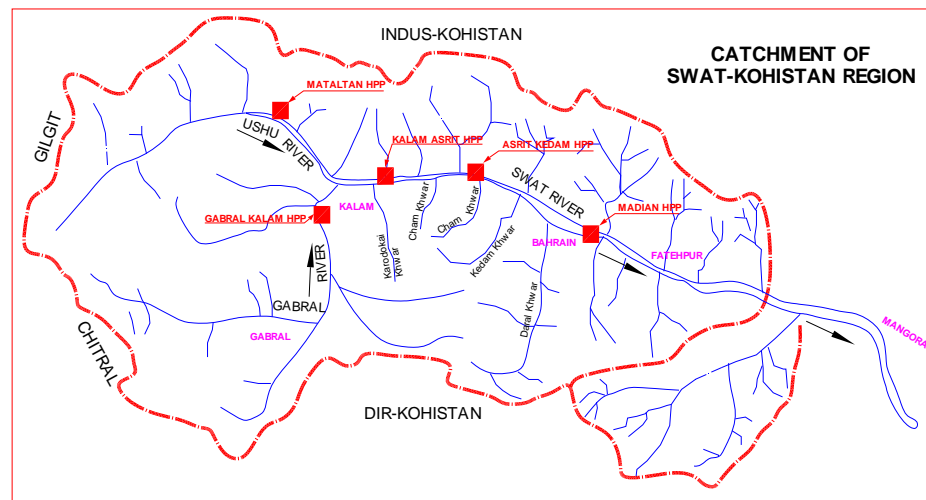 INDUS-KOHISTAN
CATCHMENT OF
SWAT-KOHISTAN REGION
MATALTAN HPP
GILGIT
USHU RIVER
KALAM ASRIT HPP
ASRIT KEDAM HPP
SWAT RIVER
KALAM
Cham Khwar
Cham Khwar
GABRAL KALAM HPP
MADIAN HPP
Karodokai
Khwar
Kedam Khwar
BAHRAIN
FATEHPUR
GABRAL RIVER
Daral Khwar
MANGORA
CHITRAL
GABRAL
DIR-KOHISTAN